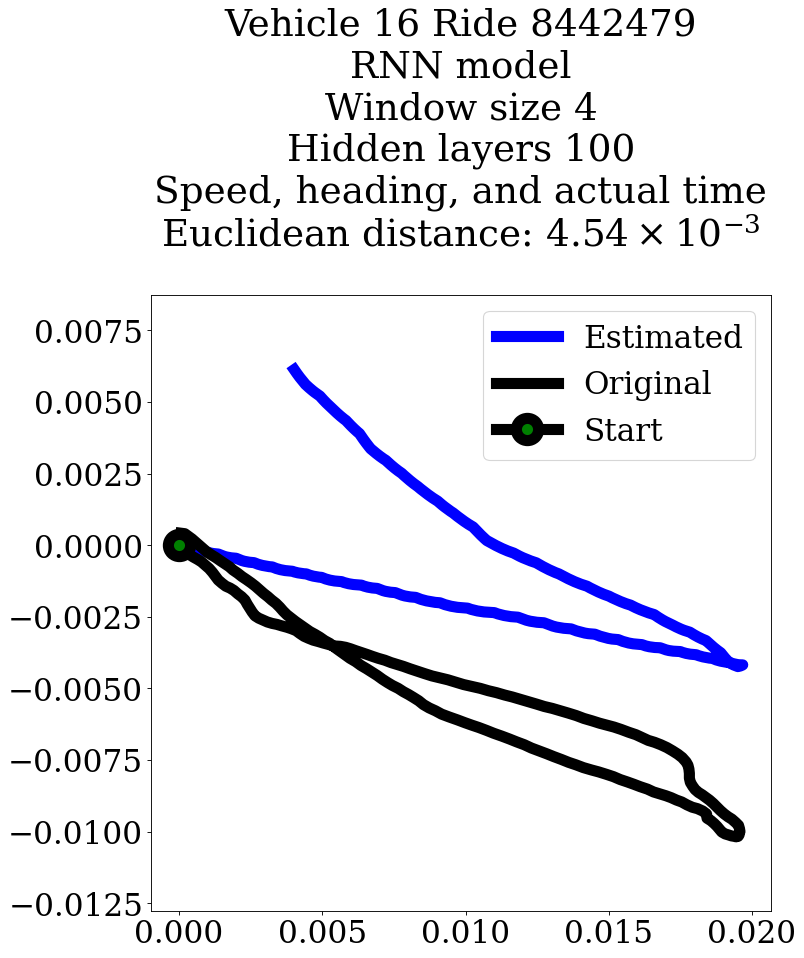 Vehicle 16 Ride 8442479
RNN model
Window size 4
Hidden layers 100
Speed, heading, and actual time
Euclidean distance: 4.54 × 10⁻³
Estimated
Original
Start
0.0075
0.0050
0.0025
0.0000
−0.0025
−0.0050
−0.0075
−0.0100
−0.0125
0.000 0.005 0.010 0.015 0.020